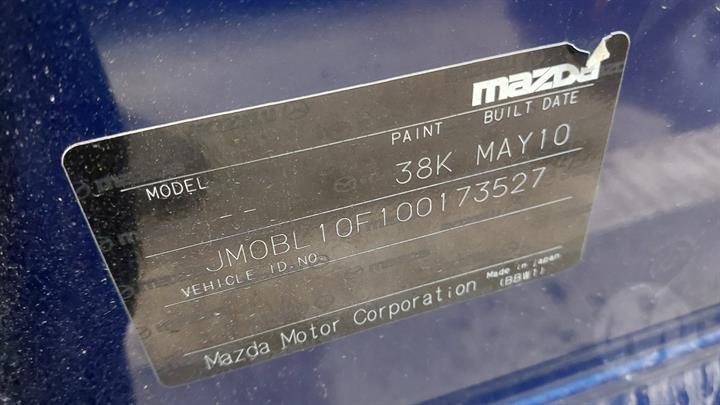 mazda
MODEL PAINT BUILT DATE
-- 38K MAY10
JM0BL10F100173527
VEHICLE ID.NO.
Mazda Motor Corporation Made in Japan
(BBW1)